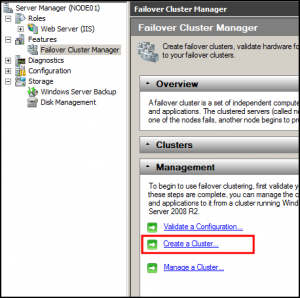 Server Manager (NODE01)
Roles
Web Server (IIS)
Features
Failover Cluster Manager
Diagnostics
Configuration
Storage
Windows Server Backup
Disk Management
Failover Cluster Manager
Failover Cluster Manager
Create failover clusters, validate hardware fo
to your failover clusters.
Overview
A failover cluster is a set of independent compute
and applications. The clustered servers (called no
one of the nodes fails, another node begins to pro
Clusters
Management
To begin to use failover clustering, first validate y
these steps are complete, you can manage the c
and applications to it from a cluster running Wind
Server 2008 R2.
Validate a Configuration...
Create a Cluster...
Manage a Cluster...